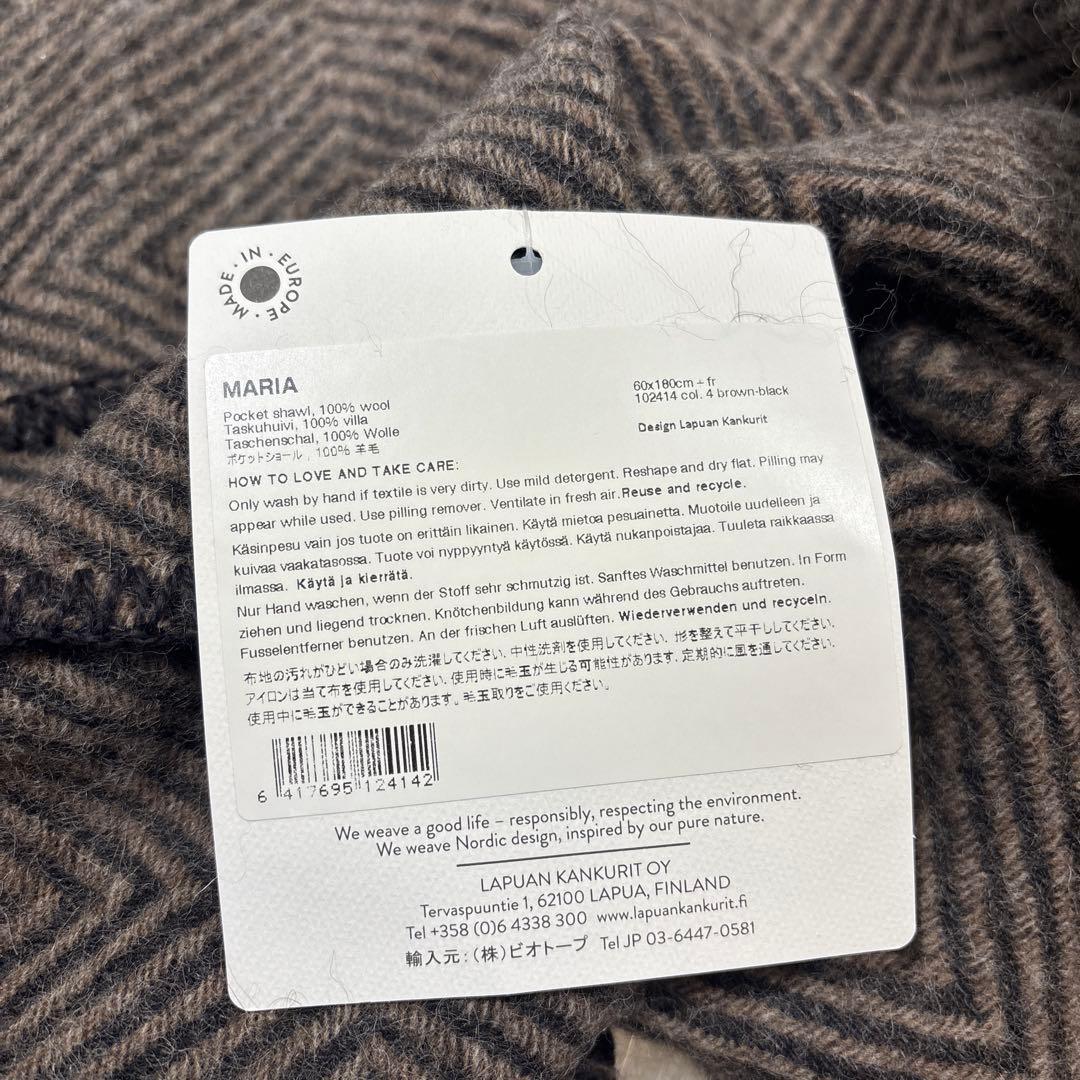 MADE · IN · EUROPE ·
MARIA
Pocket shawl, 100% wool
Taskuhuivi, 100% villa
Taschenschal, 100% Wolle
ポケットショール , 100% 羊毛
60x180cm + fr
102414 col. 4 brown-black
Design Lapuan Kankurit
HOW TO LOVE AND TAKE CARE:
Only wash by hand if textile is very dirty. Use mild detergent. Reshape and dry flat. Pilling may
appear while used. Use pilling remover. Ventilate in fresh air. Reuse and recycle.
Käsinpesu vain jos tuote on erittäin likainen. Käytä mietoa pesuainetta. Muotoile uudelleen ja
kuivaa vaakatasossa. Tuote voi nyppyyntyä käytössä. Käytä nukanpoistajaa. Tuuleta raikkaassa
ilmassa. Käytä ja kierrätä.
Nur Hand waschen, wenn der Stoff sehr schmutzig ist. Sanftes Waschmittel benutzen. In Form
ziehen und liegend trocknen. Knötchenbildung kann während des Gebrauchs auftreten.
Fusselentferner benutzen. An der frischen Luft auslüften. Wiederverwenden und recyceln.
布地の汚れがひどい場合のみ洗濯してください. 中性洗剤を使用してください. 形を整えて平干ししてください.
アイロンは当て布を使用してください. 使用時に毛玉が生じる可能性があります. 定期的に風を通してください.
使用中に毛玉ができることがあります. 毛玉取りをご使用ください.
6 417695 124142
We weave a good life – responsibly, respecting the environment.
We weave Nordic design, inspired by our pure nature.
LAPUAN KANKURIT OY
Tervaspuuntie 1, 62100 LAPUA, FINLAND
Tel +358 (0)6 4338 300 www.lapuankankurit.fi
輸入元：（株）ビオトープ Tel JP 03-6447-0581